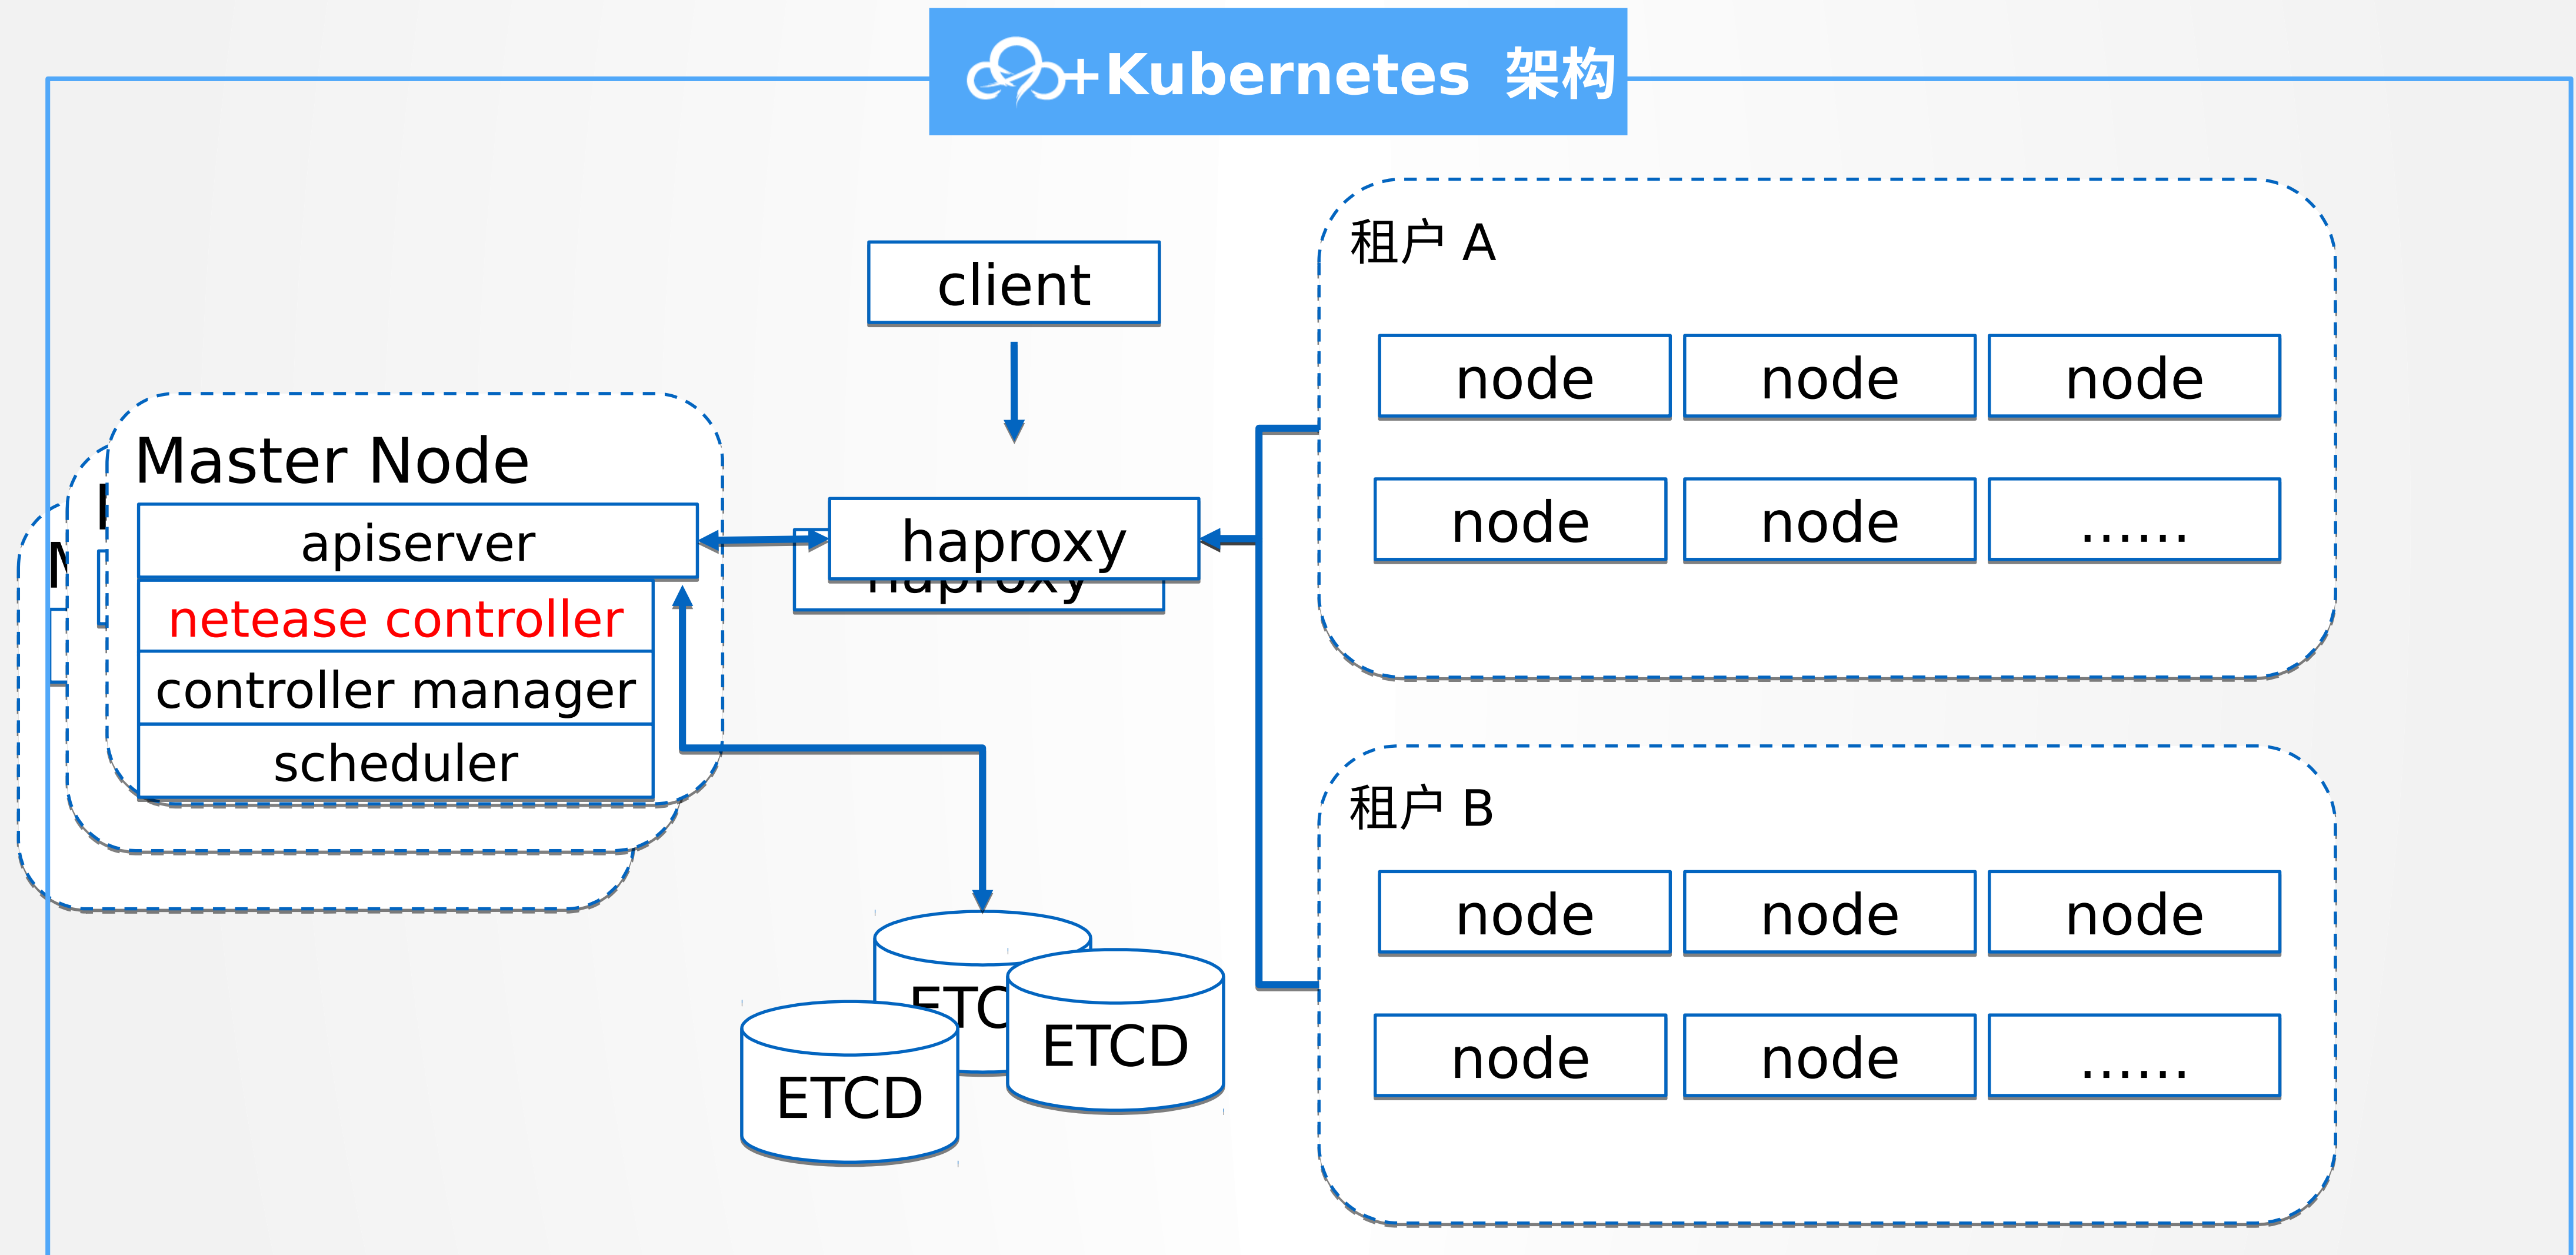 +Kubernetes 架构
client
租户 A
node node node
node node ......
Master Node
apiserver
netease controller
controller manager
scheduler
haproxy
haproxy
租户 B
node node node
node node ......
ETCD
ETCD